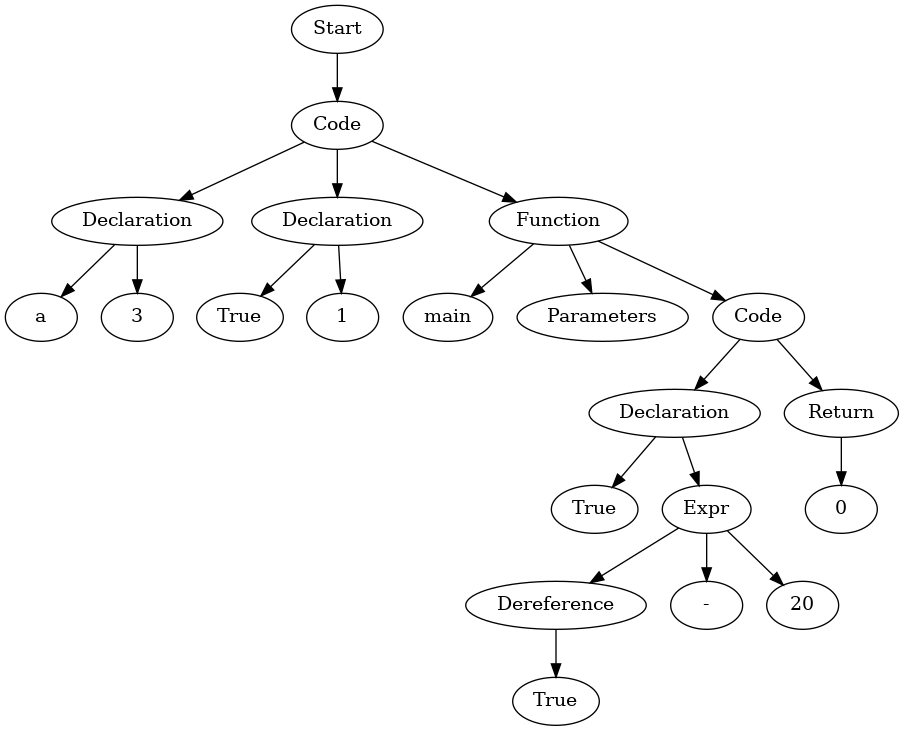 Start
Code
Declaration
Declaration
Function
a
3
True
1
main
Parameters
Code
Declaration
Return
True
Expr
0
Dereference
-
20
True